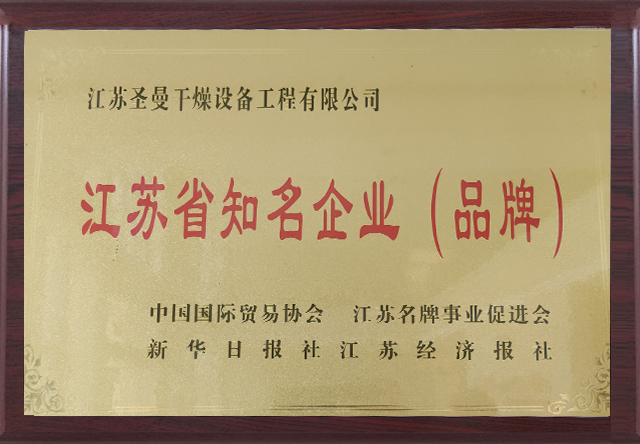 江苏圣曼干燥设备工程有限公司
江苏省知名企业（品牌）
中国国际贸易协会 江苏名牌事业促进会
新华日报社 江苏经济报社